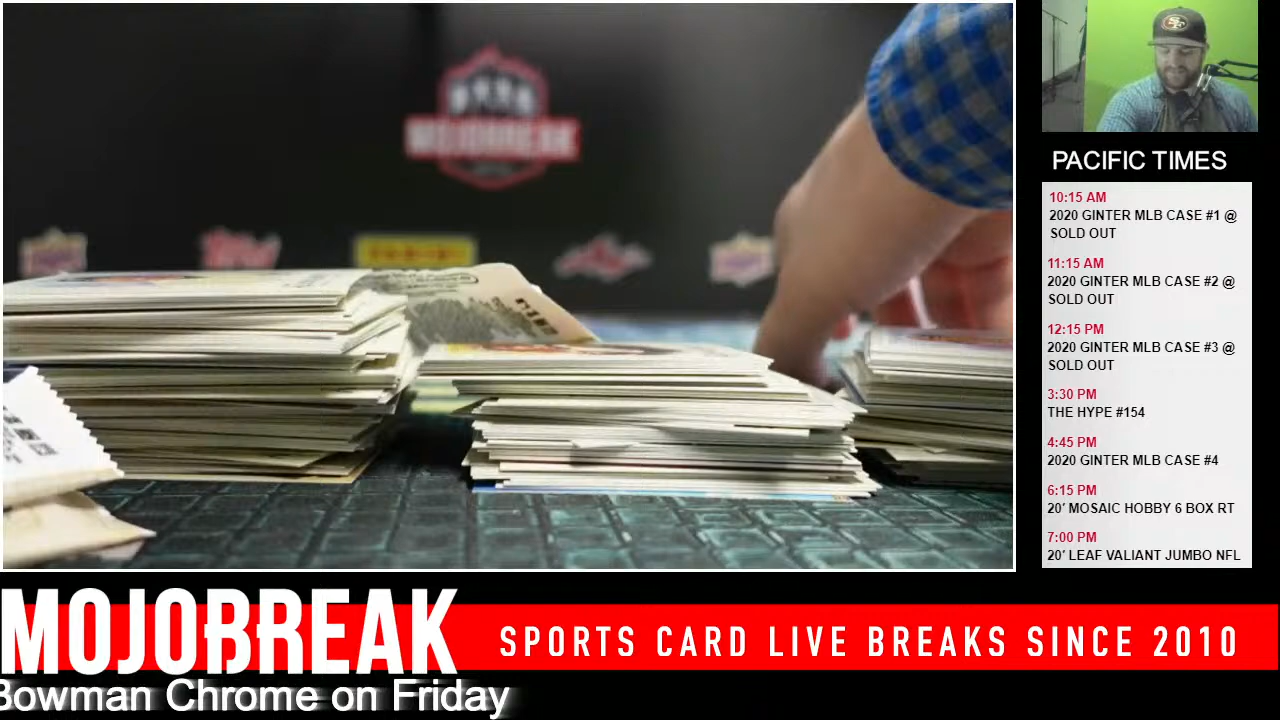 MOJOBREAK
topps
PANINI
PACIFIC TIMES
10:15 AM
2020 GINTER MLB CASE #1 @
SOLD OUT
11:15 AM
2020 GINTER MLB CASE #2 @
SOLD OUT
12:15 PM
2020 GINTER MLB CASE #3 @
SOLD OUT
3:30 PM
THE HYPE #154
4:45 PM
2020 GINTER MLB CASE #4
6:15 PM
20' MOSAIC HOBBY 6 BOX RT
7:00 PM
20' LEAF VALIANT JUMBO NFL
MOJOBREAK
SPORTS CARD LIVE BREAKS SINCE 2010
Bowman Chrome on Friday